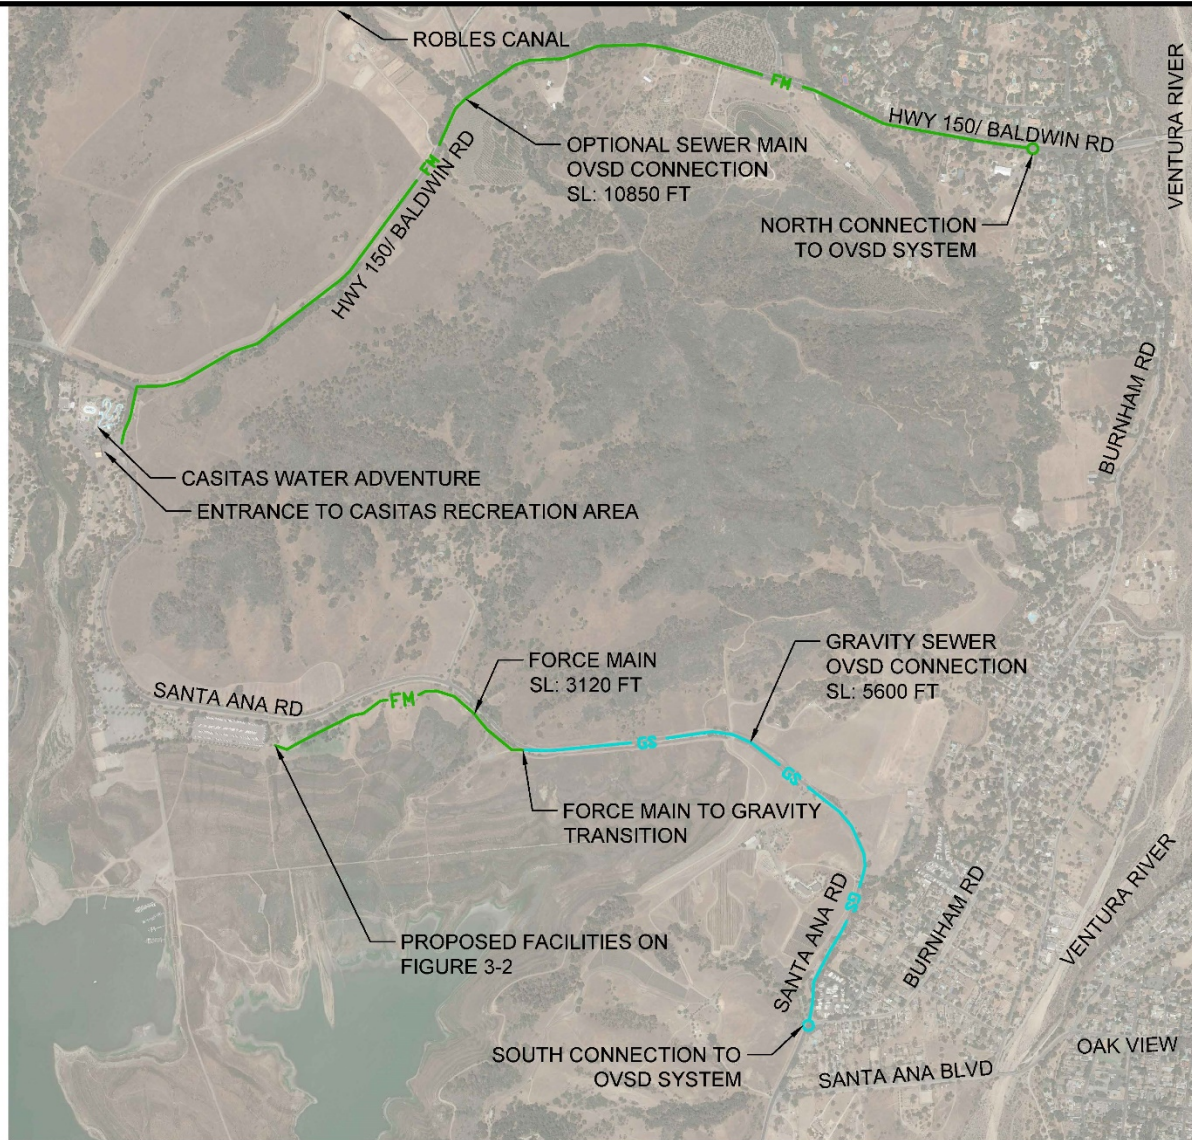 ROBLES CANAL
VENTURA RIVER
FM
HWY 150/ BALDWIN RD
OPTIONAL SEWER MAIN
OVSD CONNECTION
SL: 10850 FT
FM
HWY 150/ BALDWIN RD
NORTH CONNECTION
TO OVSD SYSTEM
BURNHAM RD
CASITAS WATER ADVENTURE
ENTRANCE TO CASITAS RECREATION AREA
FORCE MAIN
SL: 3120 FT
GRAVITY SEWER
OVSD CONNECTION
SL: 5600 FT
SANTA ANA RD
FM
GS
GS
FORCE MAIN TO GRAVITY
TRANSITION
SANTA ANA RD
GS
BURNHAM RD
VENTURA RIVER
PROPOSED FACILITIES ON
FIGURE 3-2
SOUTH CONNECTION TO
OVSD SYSTEM
SANTA ANA BLVD
OAK VIEW